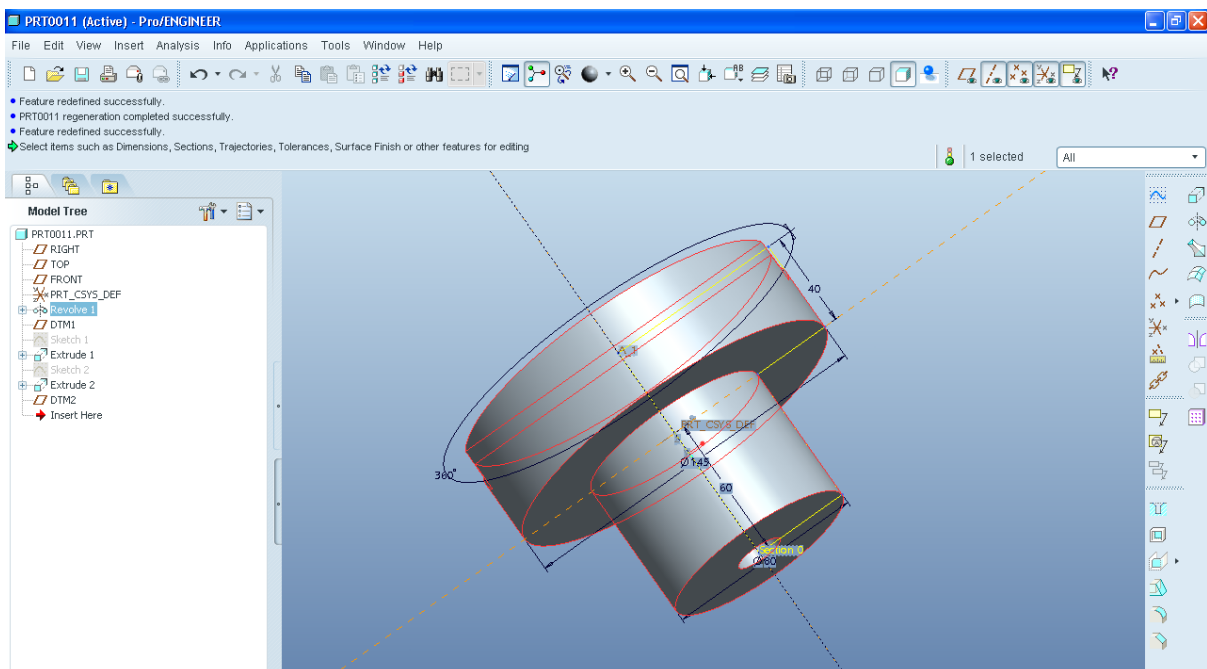 PRT0011 (Active) - Pro/ENGINEER
File Edit View Insert Analysis Info Applications Tools Window Help
Feature redefined successfully.
PRT0011 regeneration completed successfully.
Feature redefined successfully.
Select items such as Dimensions, Sections, Trajectories, Tolerances, Surface Finish or other features for editing
1 selected
All
Model Tree
PRT0011.PRT
RIGHT
TOP
FRONT
PRT_CSYS_DEF
Revolve 1
DTM1
Sketch 1
Extrude 1
Sketch 2
Extrude 2
DTM2
Insert Here
40
A_1
PRT_CSYS_DEF
Ø145
360°
60
Section 0
Ø80